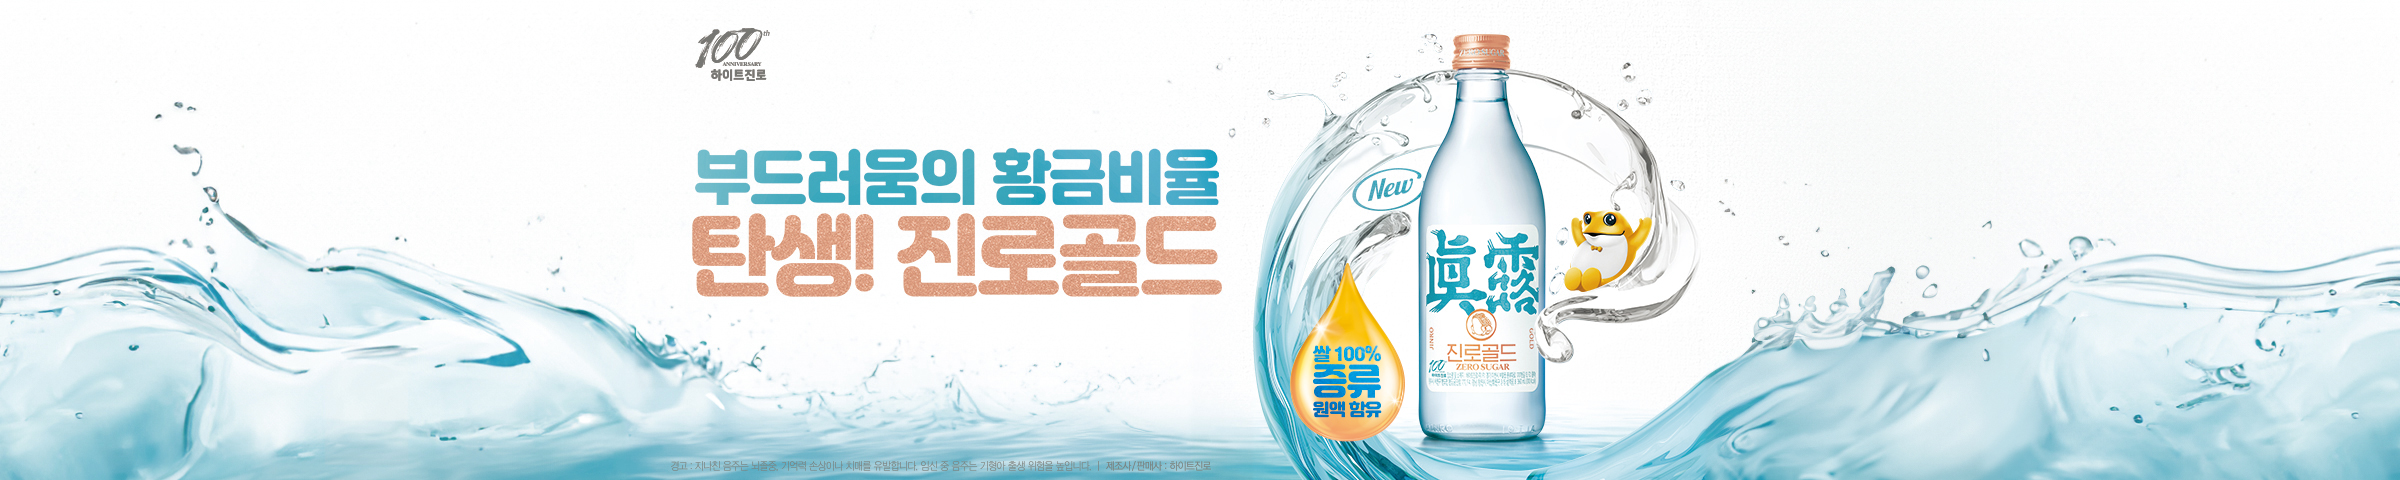 100th
ANNIVERSARY
하이트진로
부드러움의 황금비율
탄생! 진로골드
New
쌀 100%
증류
원액 함유
眞露
JINRO
GOLD
진로골드
ZERO SUGAR
100
경고 : 지나친 음주는 뇌졸중, 기억력 손상이나 치매를 유발합니다. 임신 중 음주는 기형아 출생 위험을 높입니다. | 제조사/판매사 : 하이트진로